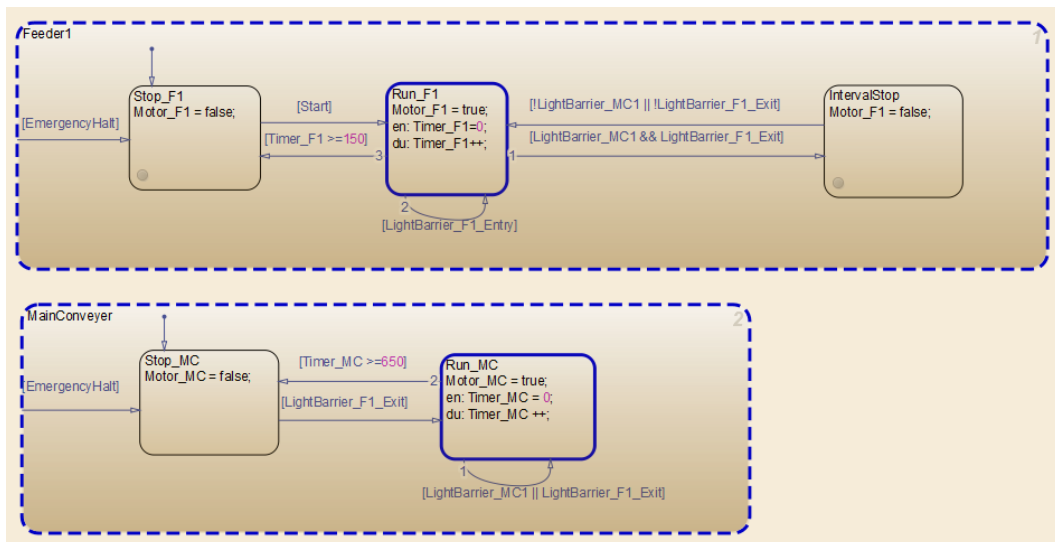 Feeder1
1
Stop_F1
Motor_F1 = false;
[EmergencyHalt]
[Start]
[Timer_F1 >=150]
Run_F1
Motor_F1 = true;
en: Timer_F1=0;
du: Timer_F1++;
3
1
2
[LightBarrier_F1_Entry]
[!LightBarrier_MC1 || !LightBarrier_F1_Exit]
[LightBarrier_MC1 && LightBarrier_F1_Exit]
IntervalStop
Motor_F1 = false;
MainConveyer
2
Stop_MC
Motor_MC = false;
[EmergencyHalt]
[Timer_MC >=650]
[LightBarrier_F1_Exit]
Run_MC
Motor_MC = true;
en: Timer_MC = 0;
du: Timer_MC ++;
2
1
[LightBarrier_MC1 || LightBarrier_F1_Exit]